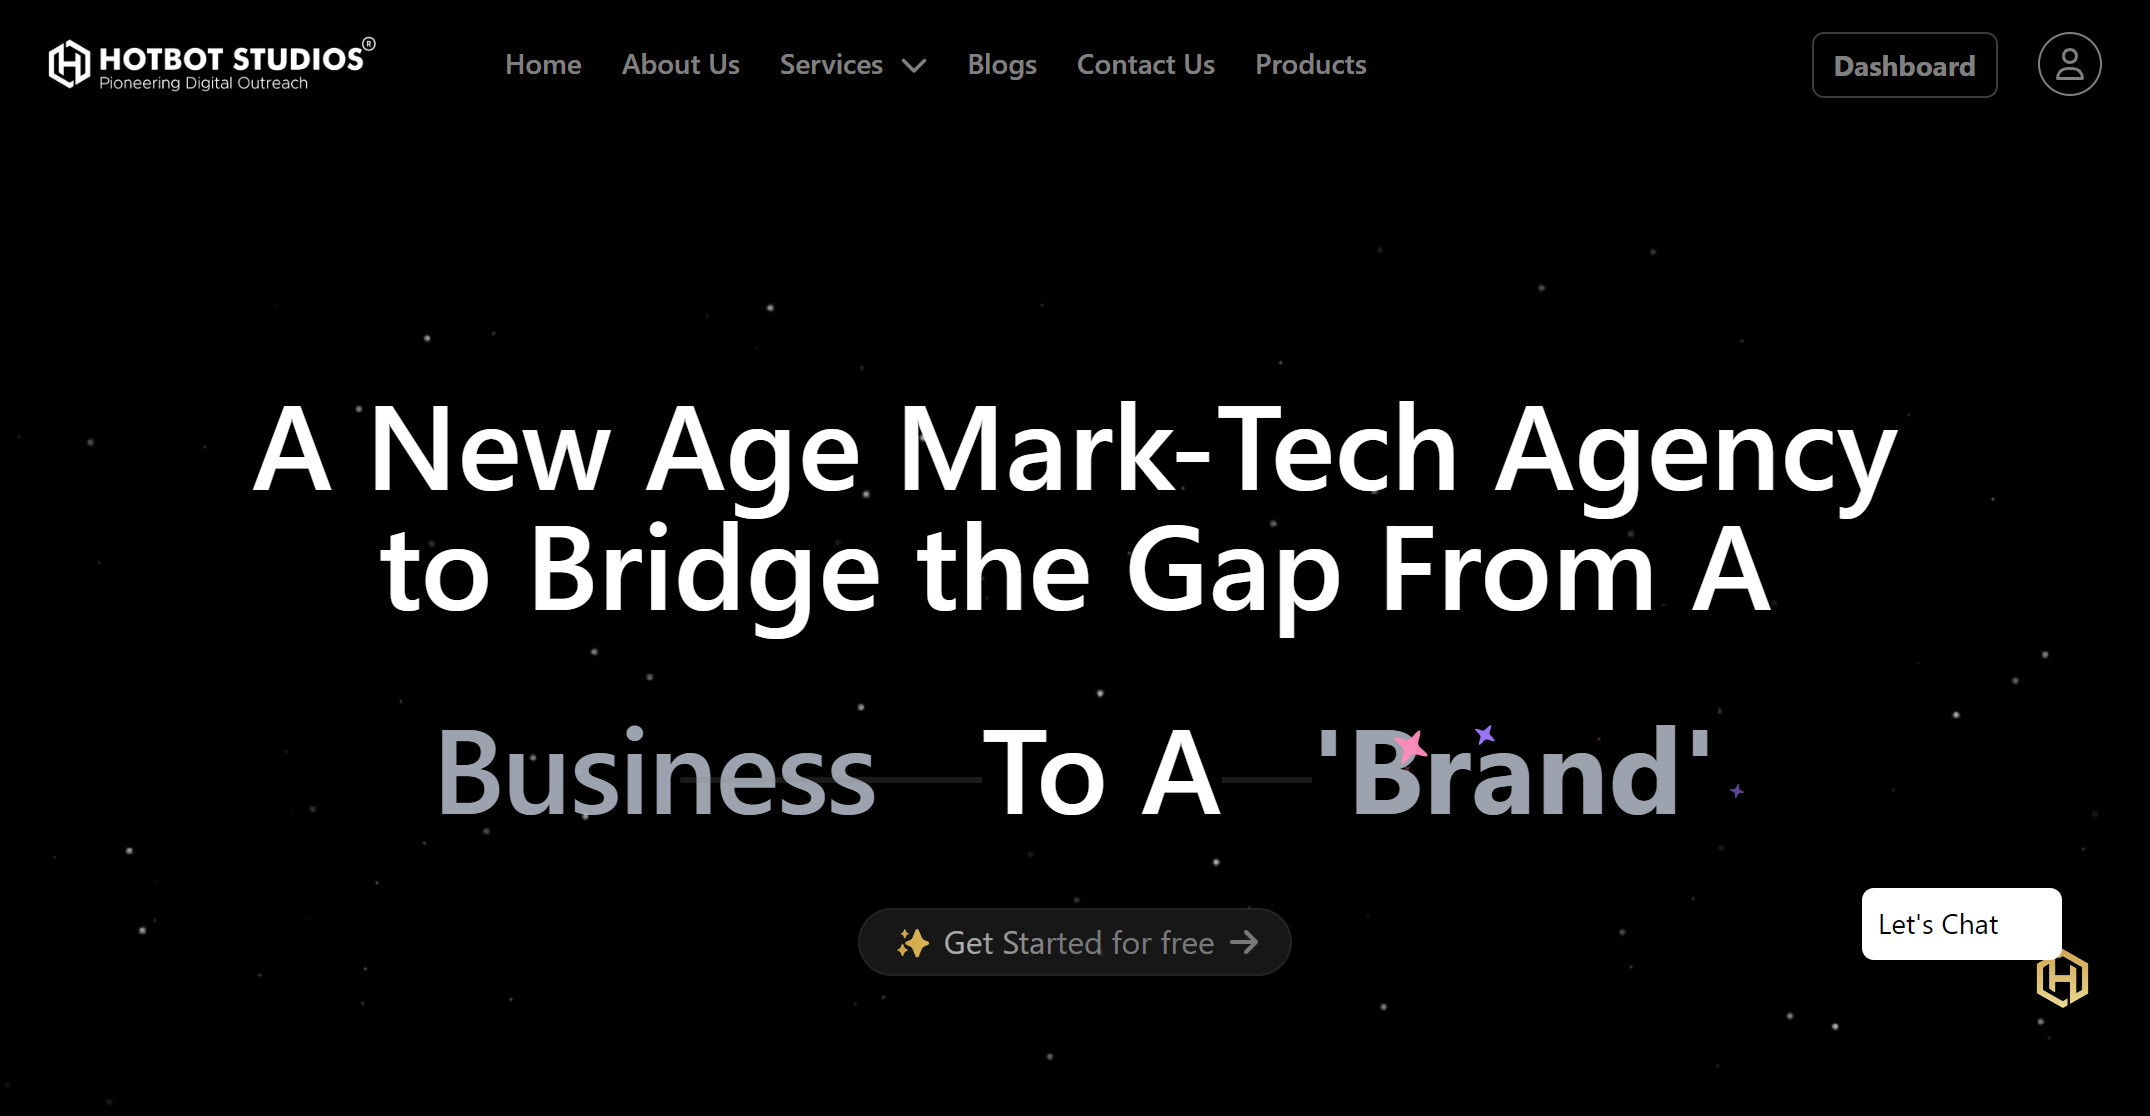 HOTBOT STUDIOS®
Pioneering Digital Outreach
Home About Us Services Blogs Contact Us Products
Dashboard
A New Age Mark-Tech Agency
to Bridge the Gap From A
Business To A 'Brand'
Get Started for free
Let's Chat